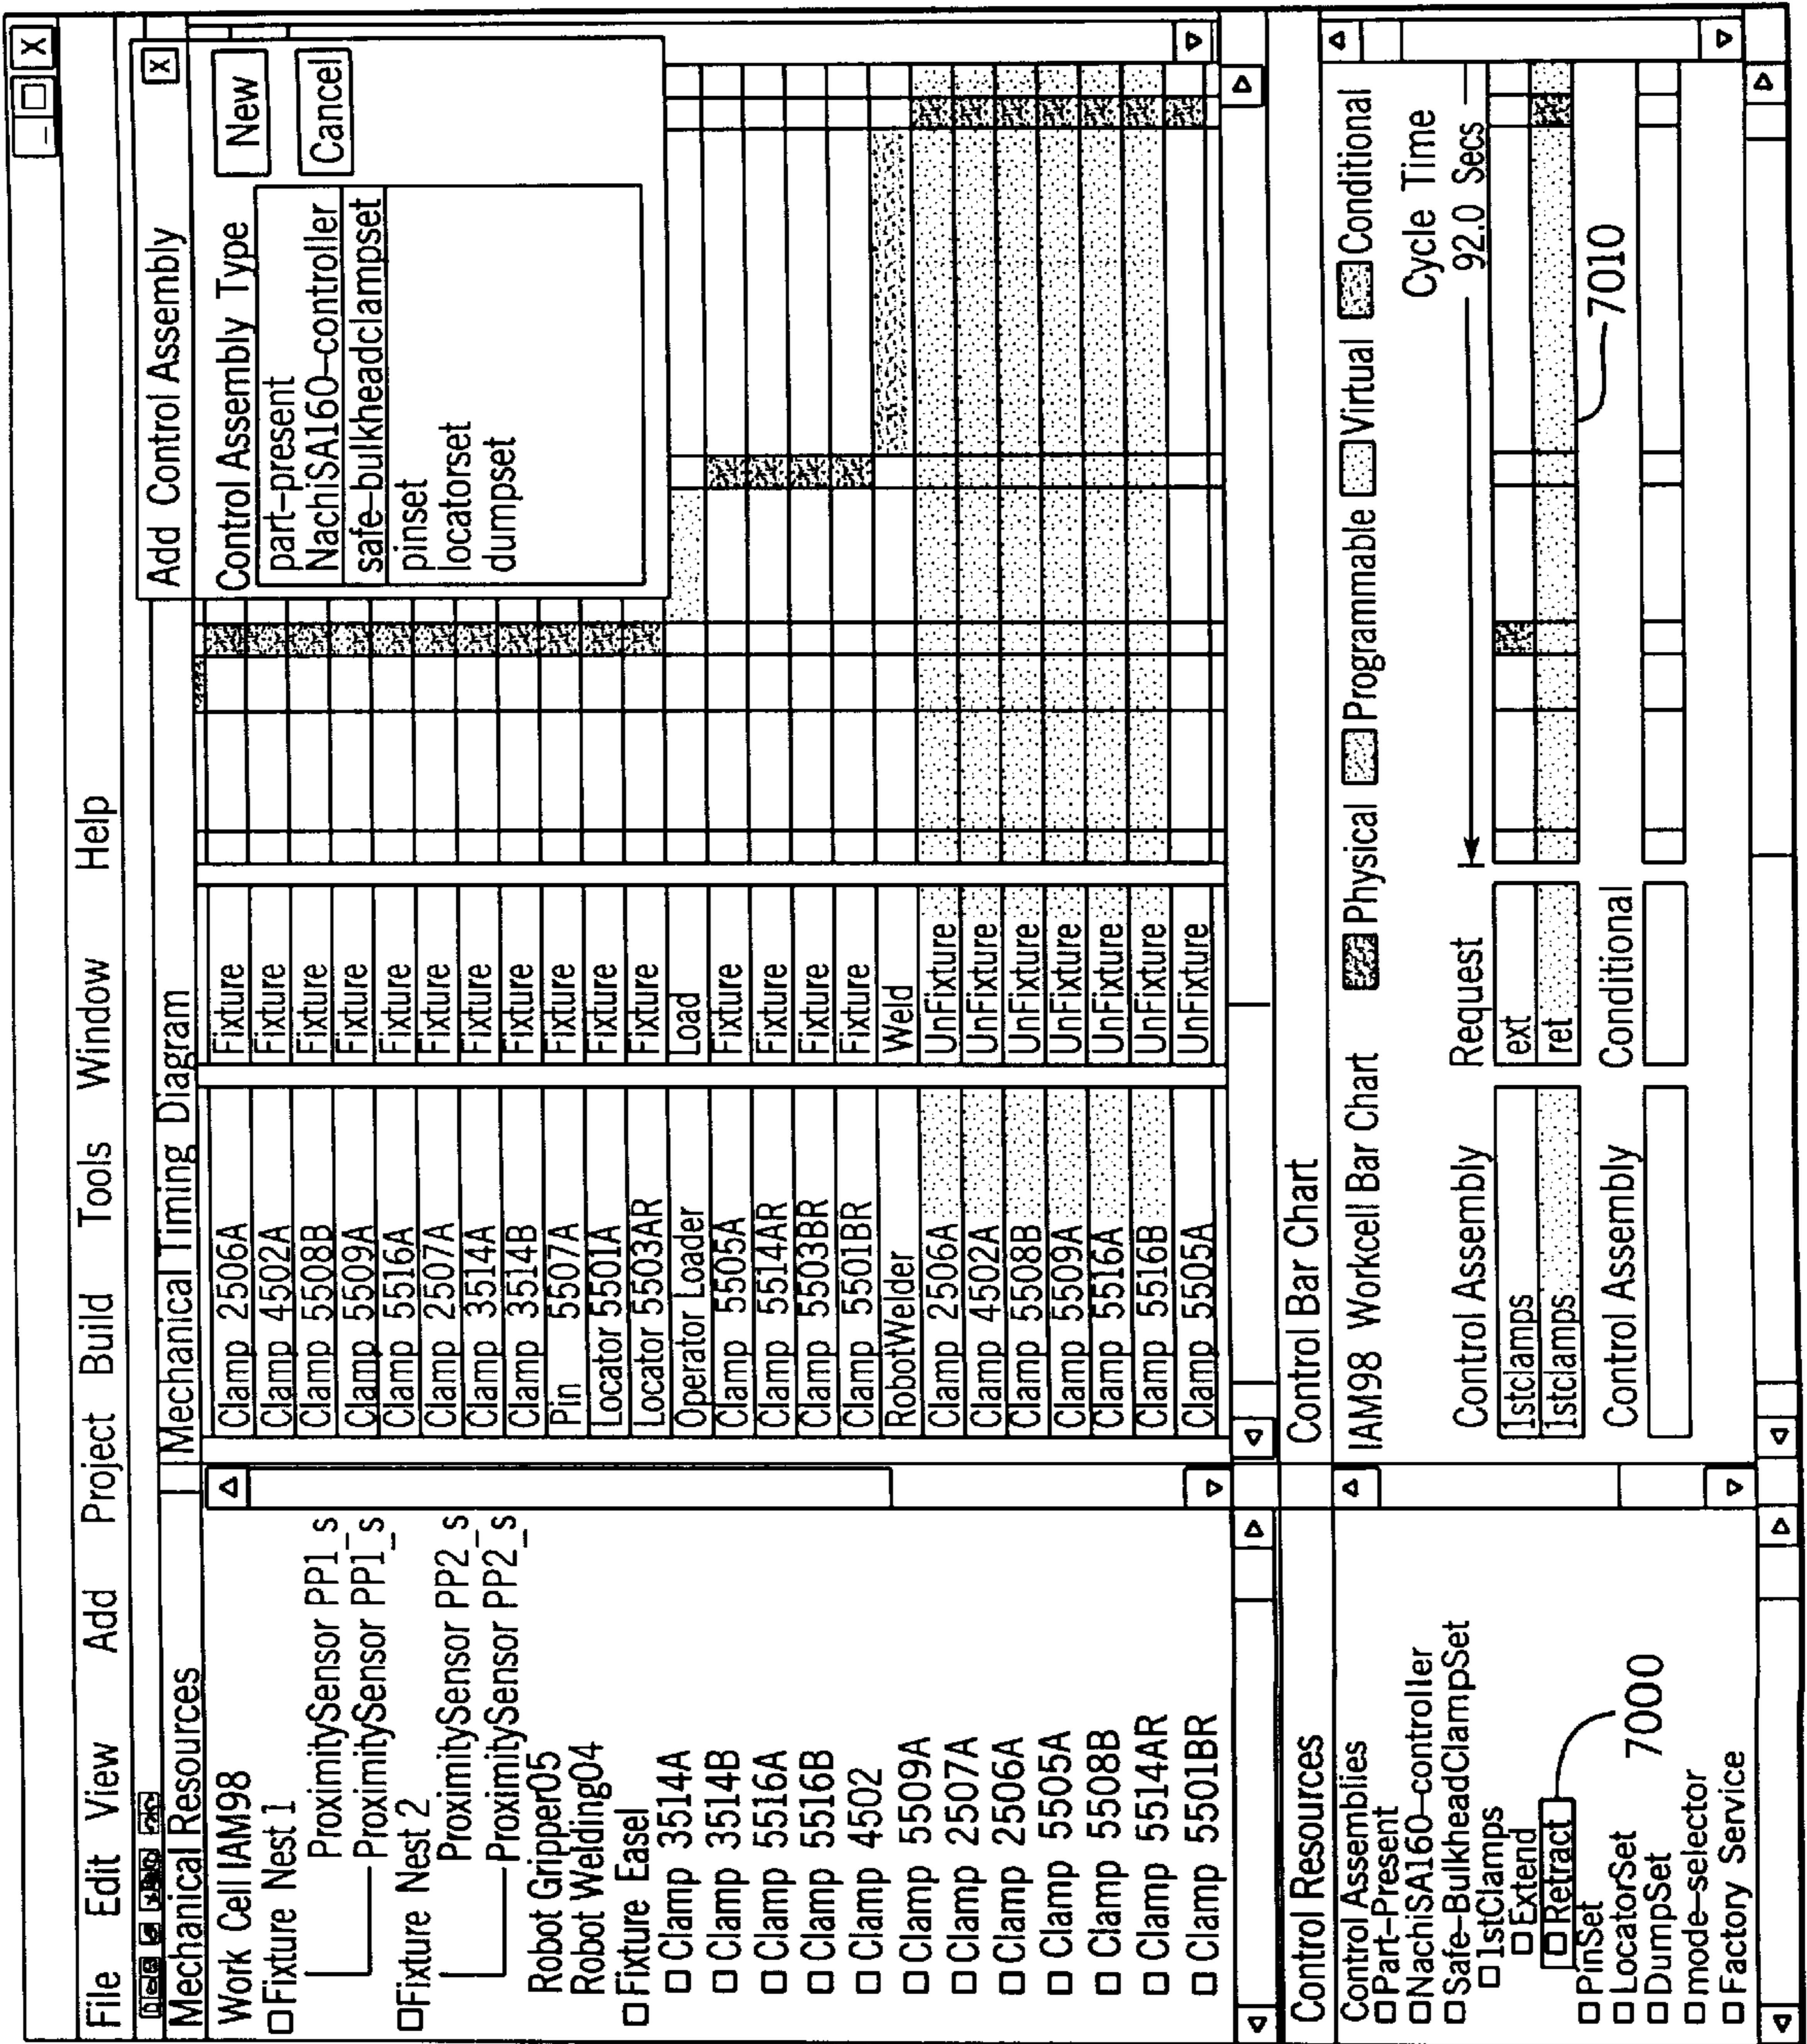 File Edit View Add Project Build Tools Window Help
Mechanical Resources
Work Cell IAM98
Fixture Nest 1
ProximitySensor PP1_s
ProximitySensor PP1_s
Fixture Nest 2
ProximitySensor PP2_s
ProximitySensor PP2_s
Robot Gripper05
Robot Welding04
Fixture Easel
Clamp 3514A
Clamp 3514B
Clamp 5516A
Clamp 5516B
Clamp 4502
Clamp 5509A
Clamp 2507A
Clamp 2506A
Clamp 5505A
Clamp 5508B
Clamp 5514AR
Clamp 5501BR
Mechanical Timing Diagram
Clamp 2506A Fixture
Clamp 4502A Fixture
Clamp 5508B Fixture
Clamp 5509A Fixture
Clamp 5516A Fixture
Clamp 2507A Fixture
Clamp 3514A Fixture
Clamp 3514B Fixture
Pin 5507A Fixture
Locator 5501A Fixture
Locator 5503AR Fixture
Operator Loader Load
Clamp 5505A Fixture
Clamp 5514AR Fixture
Clamp 5503BR Fixture
Clamp 5501BR Fixture
RobotWelder Weld
Clamp 2506A UnFixture
Clamp 4502A UnFixture
Clamp 5508B UnFixture
Clamp 5509A UnFixture
Clamp 5516A UnFixture
Clamp 5516B UnFixture
Clamp 5505A UnFixture
Add Control Assembly
X
Control Assembly Type
part-present
NachiSA160-controller
safe-bulkheadclampset
pinset
locatorset
dumpset
New
Cancel
Control Resources
Control Assemblies
Part-Present
NachiSA160-controller
Safe-BulkheadClampSet
1stClamps
Extend
Retract
7000
PinSet
LocatorSet
DumpSet
mode-selector
Factory Service
Control Bar Chart
IAM98 Workcell Bar Chart Physical Programmable Virtual Conditional
Control Assembly Request Cycle Time
92.0 Secs
1stclamps ext
1stclamps ret
7010
Control Assembly Conditional